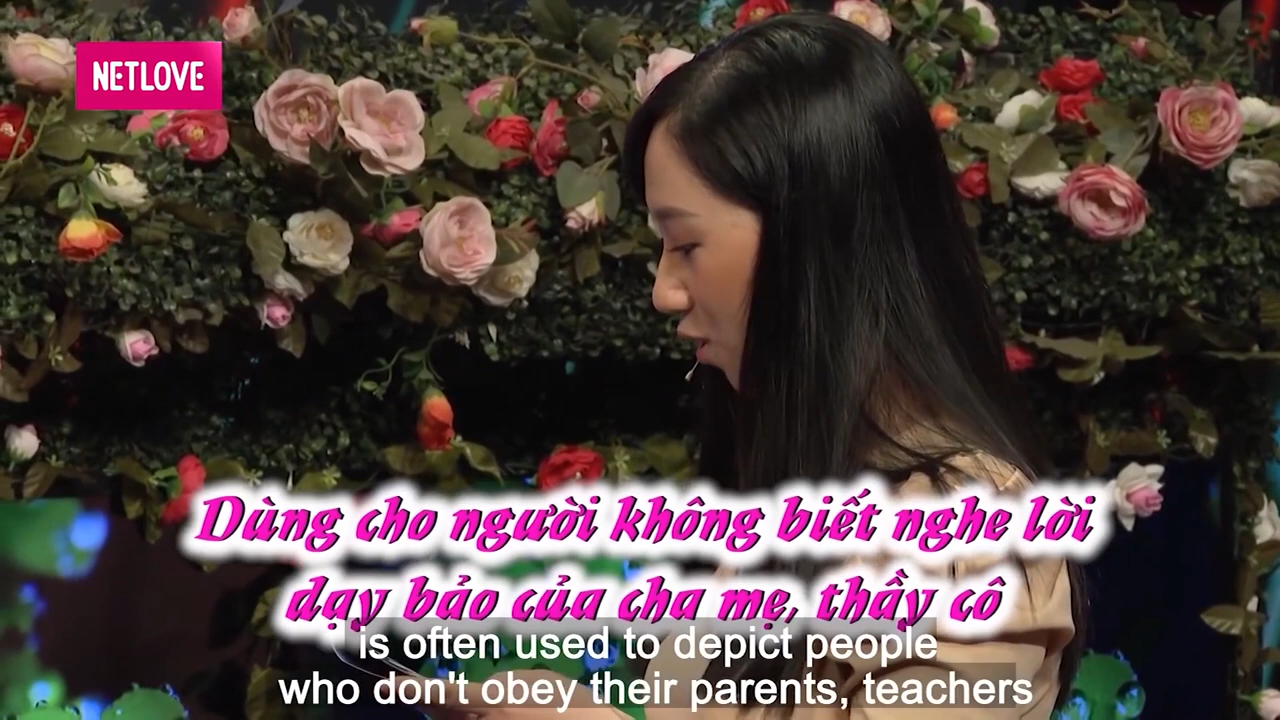 NETLOVE
Dùng cho người không biết nghe lời
dạy bảo của cha mẹ, thầy cô
is often used to depict people
who don't obey their parents, teachers